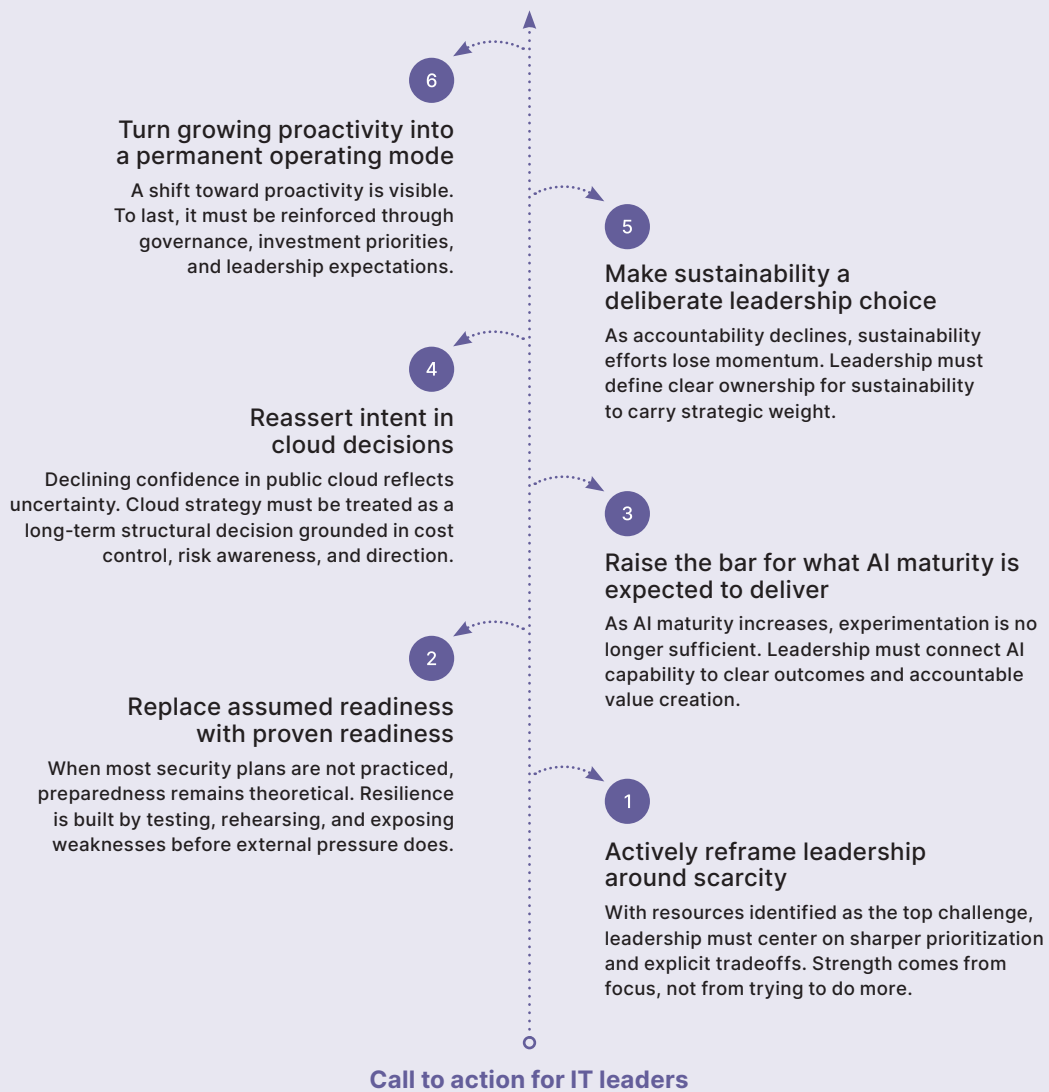 6
Turn growing proactivity into
a permanent operating mode
A shift toward proactivity is visible.
To last, it must be reinforced through
governance, investment priorities,
and leadership expectations.
5
Make sustainability a
deliberate leadership choice
As accountability declines, sustainability
efforts lose momentum. Leadership must
define clear ownership for sustainability
to carry strategic weight.
4
Reassert intent in
cloud decisions
Declining confidence in public cloud reflects
uncertainty. Cloud strategy must be treated as a
long-term structural decision grounded in cost
control, risk awareness, and direction.
3
Raise the bar for what AI maturity is
expected to deliver
As AI maturity increases, experimentation is no
longer sufficient. Leadership must connect AI
capability to clear outcomes and accountable
value creation.
2
Replace assumed readiness
with proven readiness
When most security plans are not practiced,
preparedness remains theoretical. Resilience
is built by testing, rehearsing, and exposing
weaknesses before external pressure does.
1
Actively reframe leadership
around scarcity
With resources identified as the top challenge,
leadership must center on sharper prioritization
and explicit tradeoffs. Strength comes from
focus, not from trying to do more.
Call to action for IT leaders